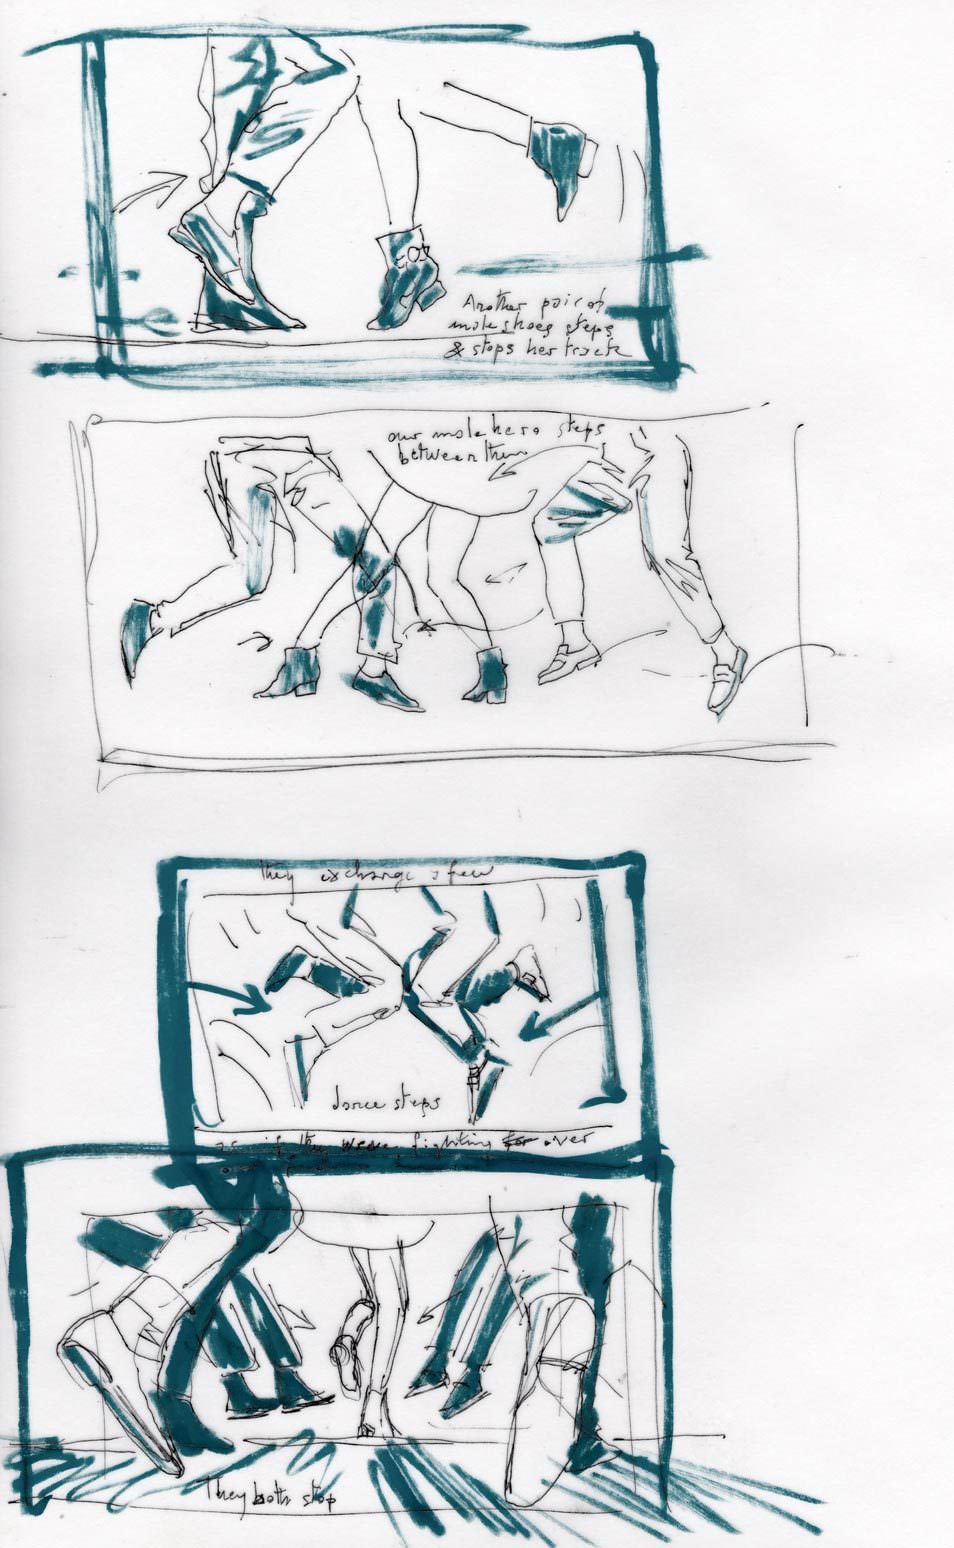 Another pair of
male shoes steps
& stops her track
our male hero steps
between them
They exchange a few
dance steps
as if they were fighting for over
They both stop